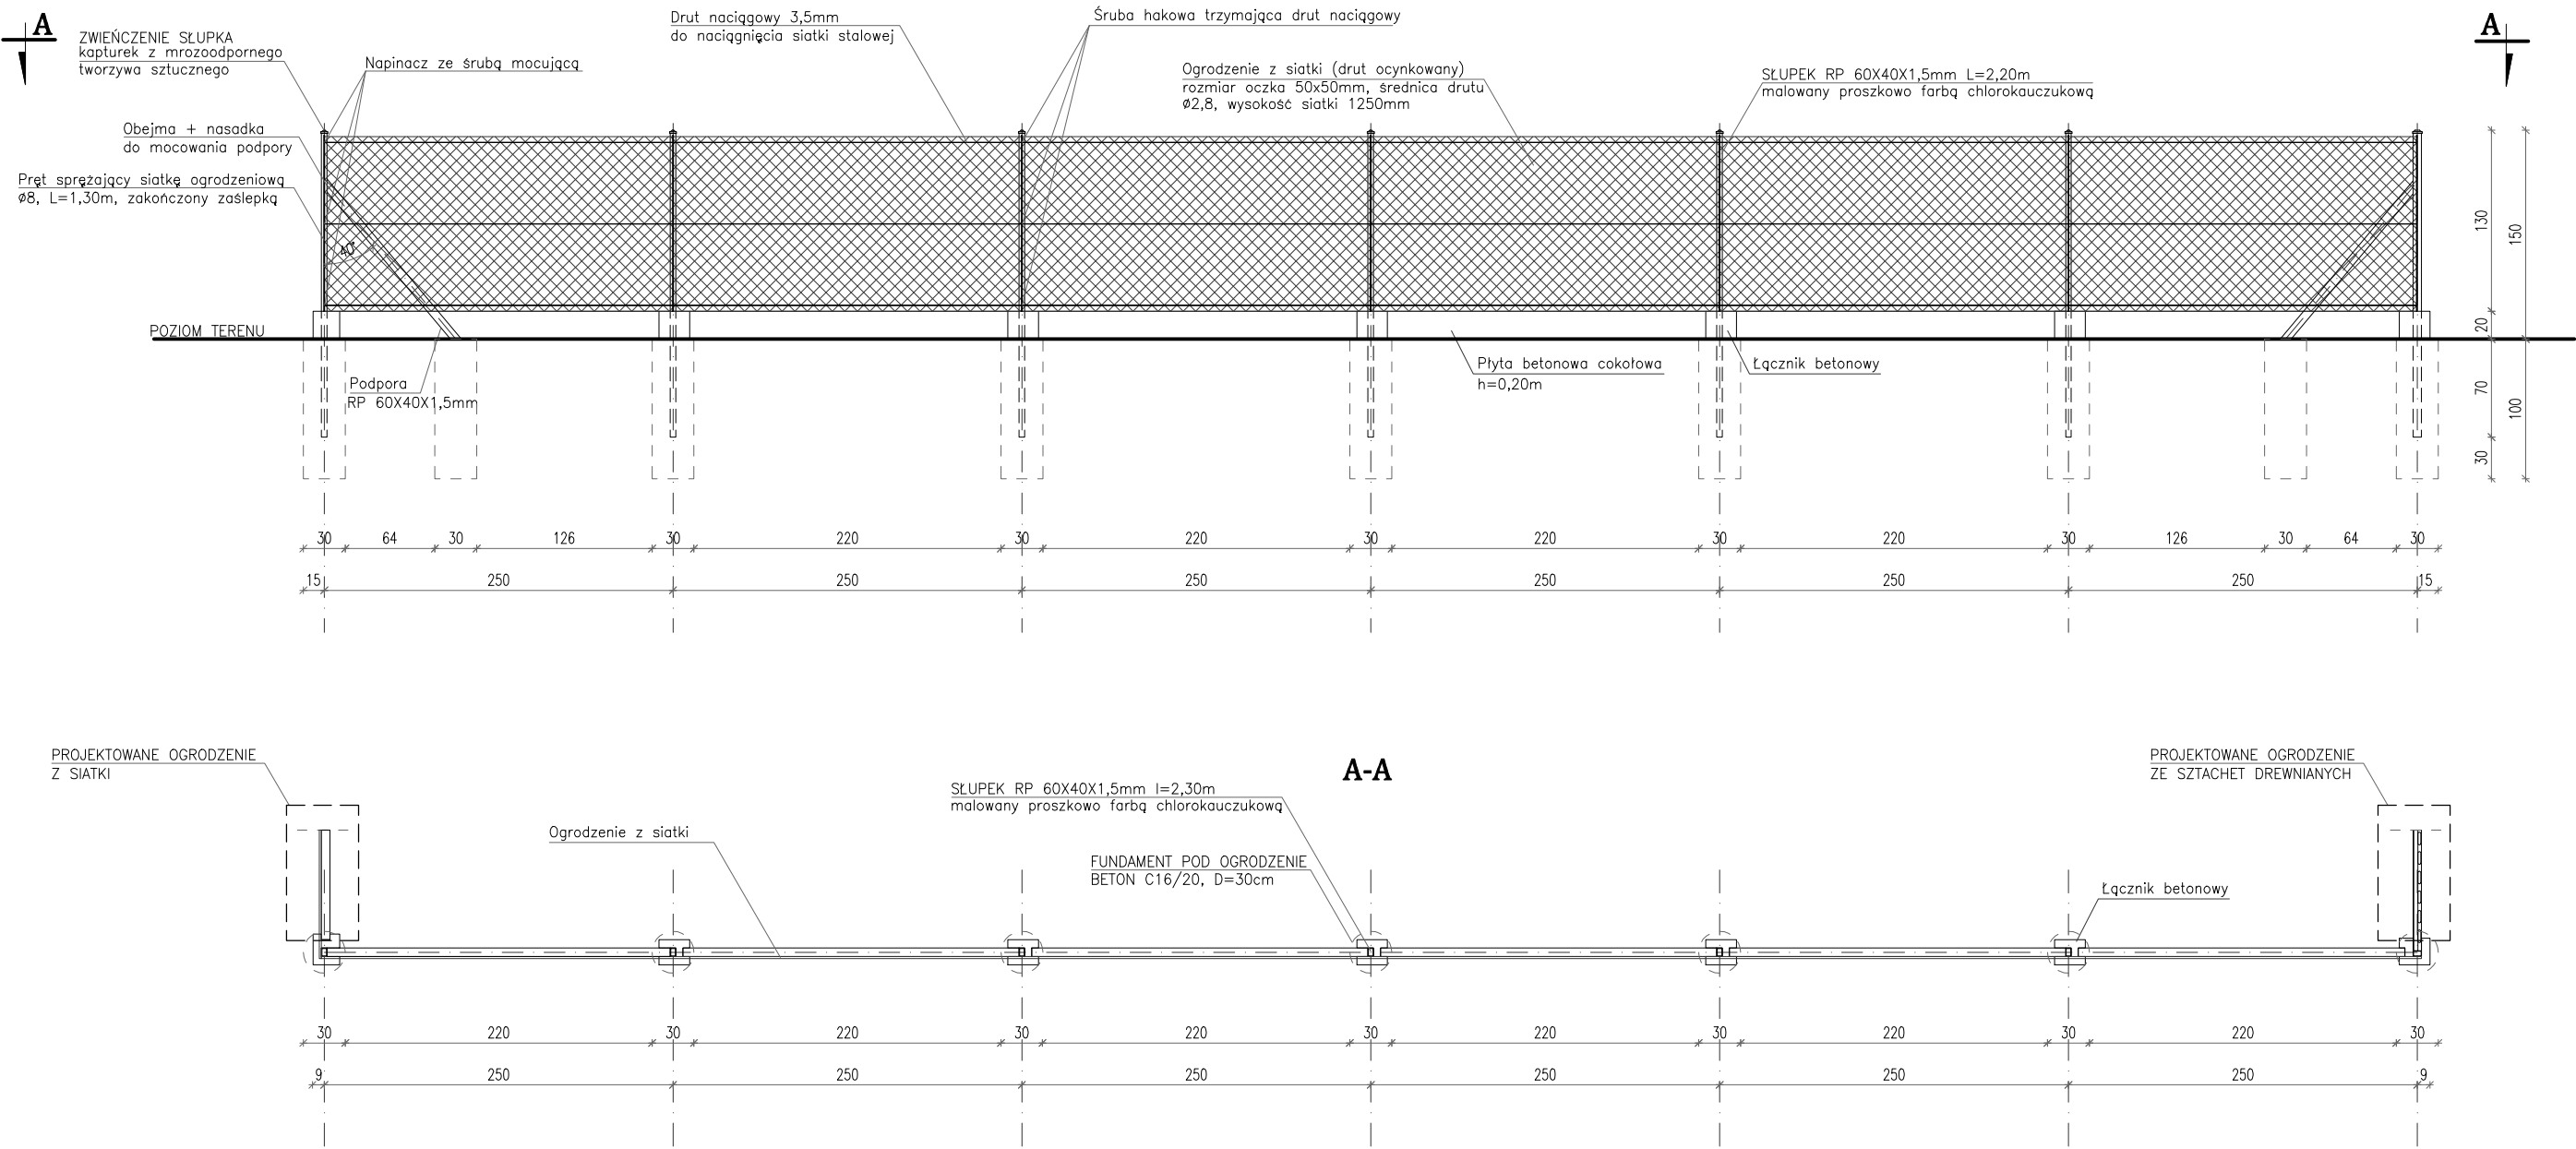 A
A
ZWIEŃCZENIE SŁUPKA
kapturek z mrozoodpornego
tworzywa sztucznego
Napinacz ze śrubą mocującą
Drut naciągowy 3,5mm
do naciągnięcia siatki stalowej
Śruba hakowa trzymająca drut naciągowy
Ogrodzenie z siatki (drut ocynkowany)
rozmiar oczka 50x50mm, średnica drutu
Ø2,8, wysokość siatki 1250mm
SŁUPEK RP 60X40X1,5mm L=2,20m
malowany proszkowo farbą chlorokauczukową
Obejma + nasadka
do mocowania podpory
Pręt sprężający siatkę ogrodzeniową
Ø8, L=1,30m, zakończony zaślepką
40°
130
150
20
POZIOM TERENU
Podpora
RP 60X40X1,5mm
Płyta betonowa cokołowa
h=0,20m
Łącznik betonowy
70
100
30
30 64 30 126 30 220 30 220 30 220 30 220 30 126 30 64 30
15 250 250 250 250 250 250 15
PROJEKTOWANE OGRODZENIE
Z SIATKI
A-A
PROJEKTOWANE OGRODZENIE
ZE SZTACHET DREWNIANYCH
SŁUPEK RP 60X40X1,5mm l=2,30m
malowany proszkowo farbą chlorokauczukową
Ogrodzenie z siatki
FUNDAMENT POD OGRODZENIE
BETON C16/20, D=30cm
Łącznik betonowy
30 220 30 220 30 220 30 220 30 220 30 220 30
9 250 250 250 250 250 250 9